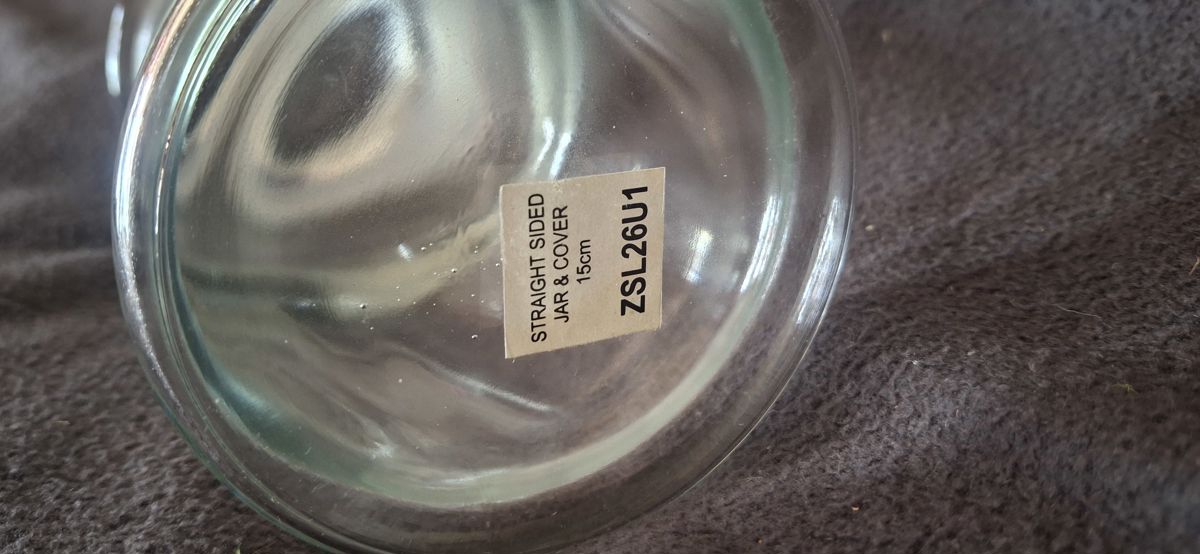 STRAIGHT SIDED
JAR & COVER
15cm
ZSL26U1